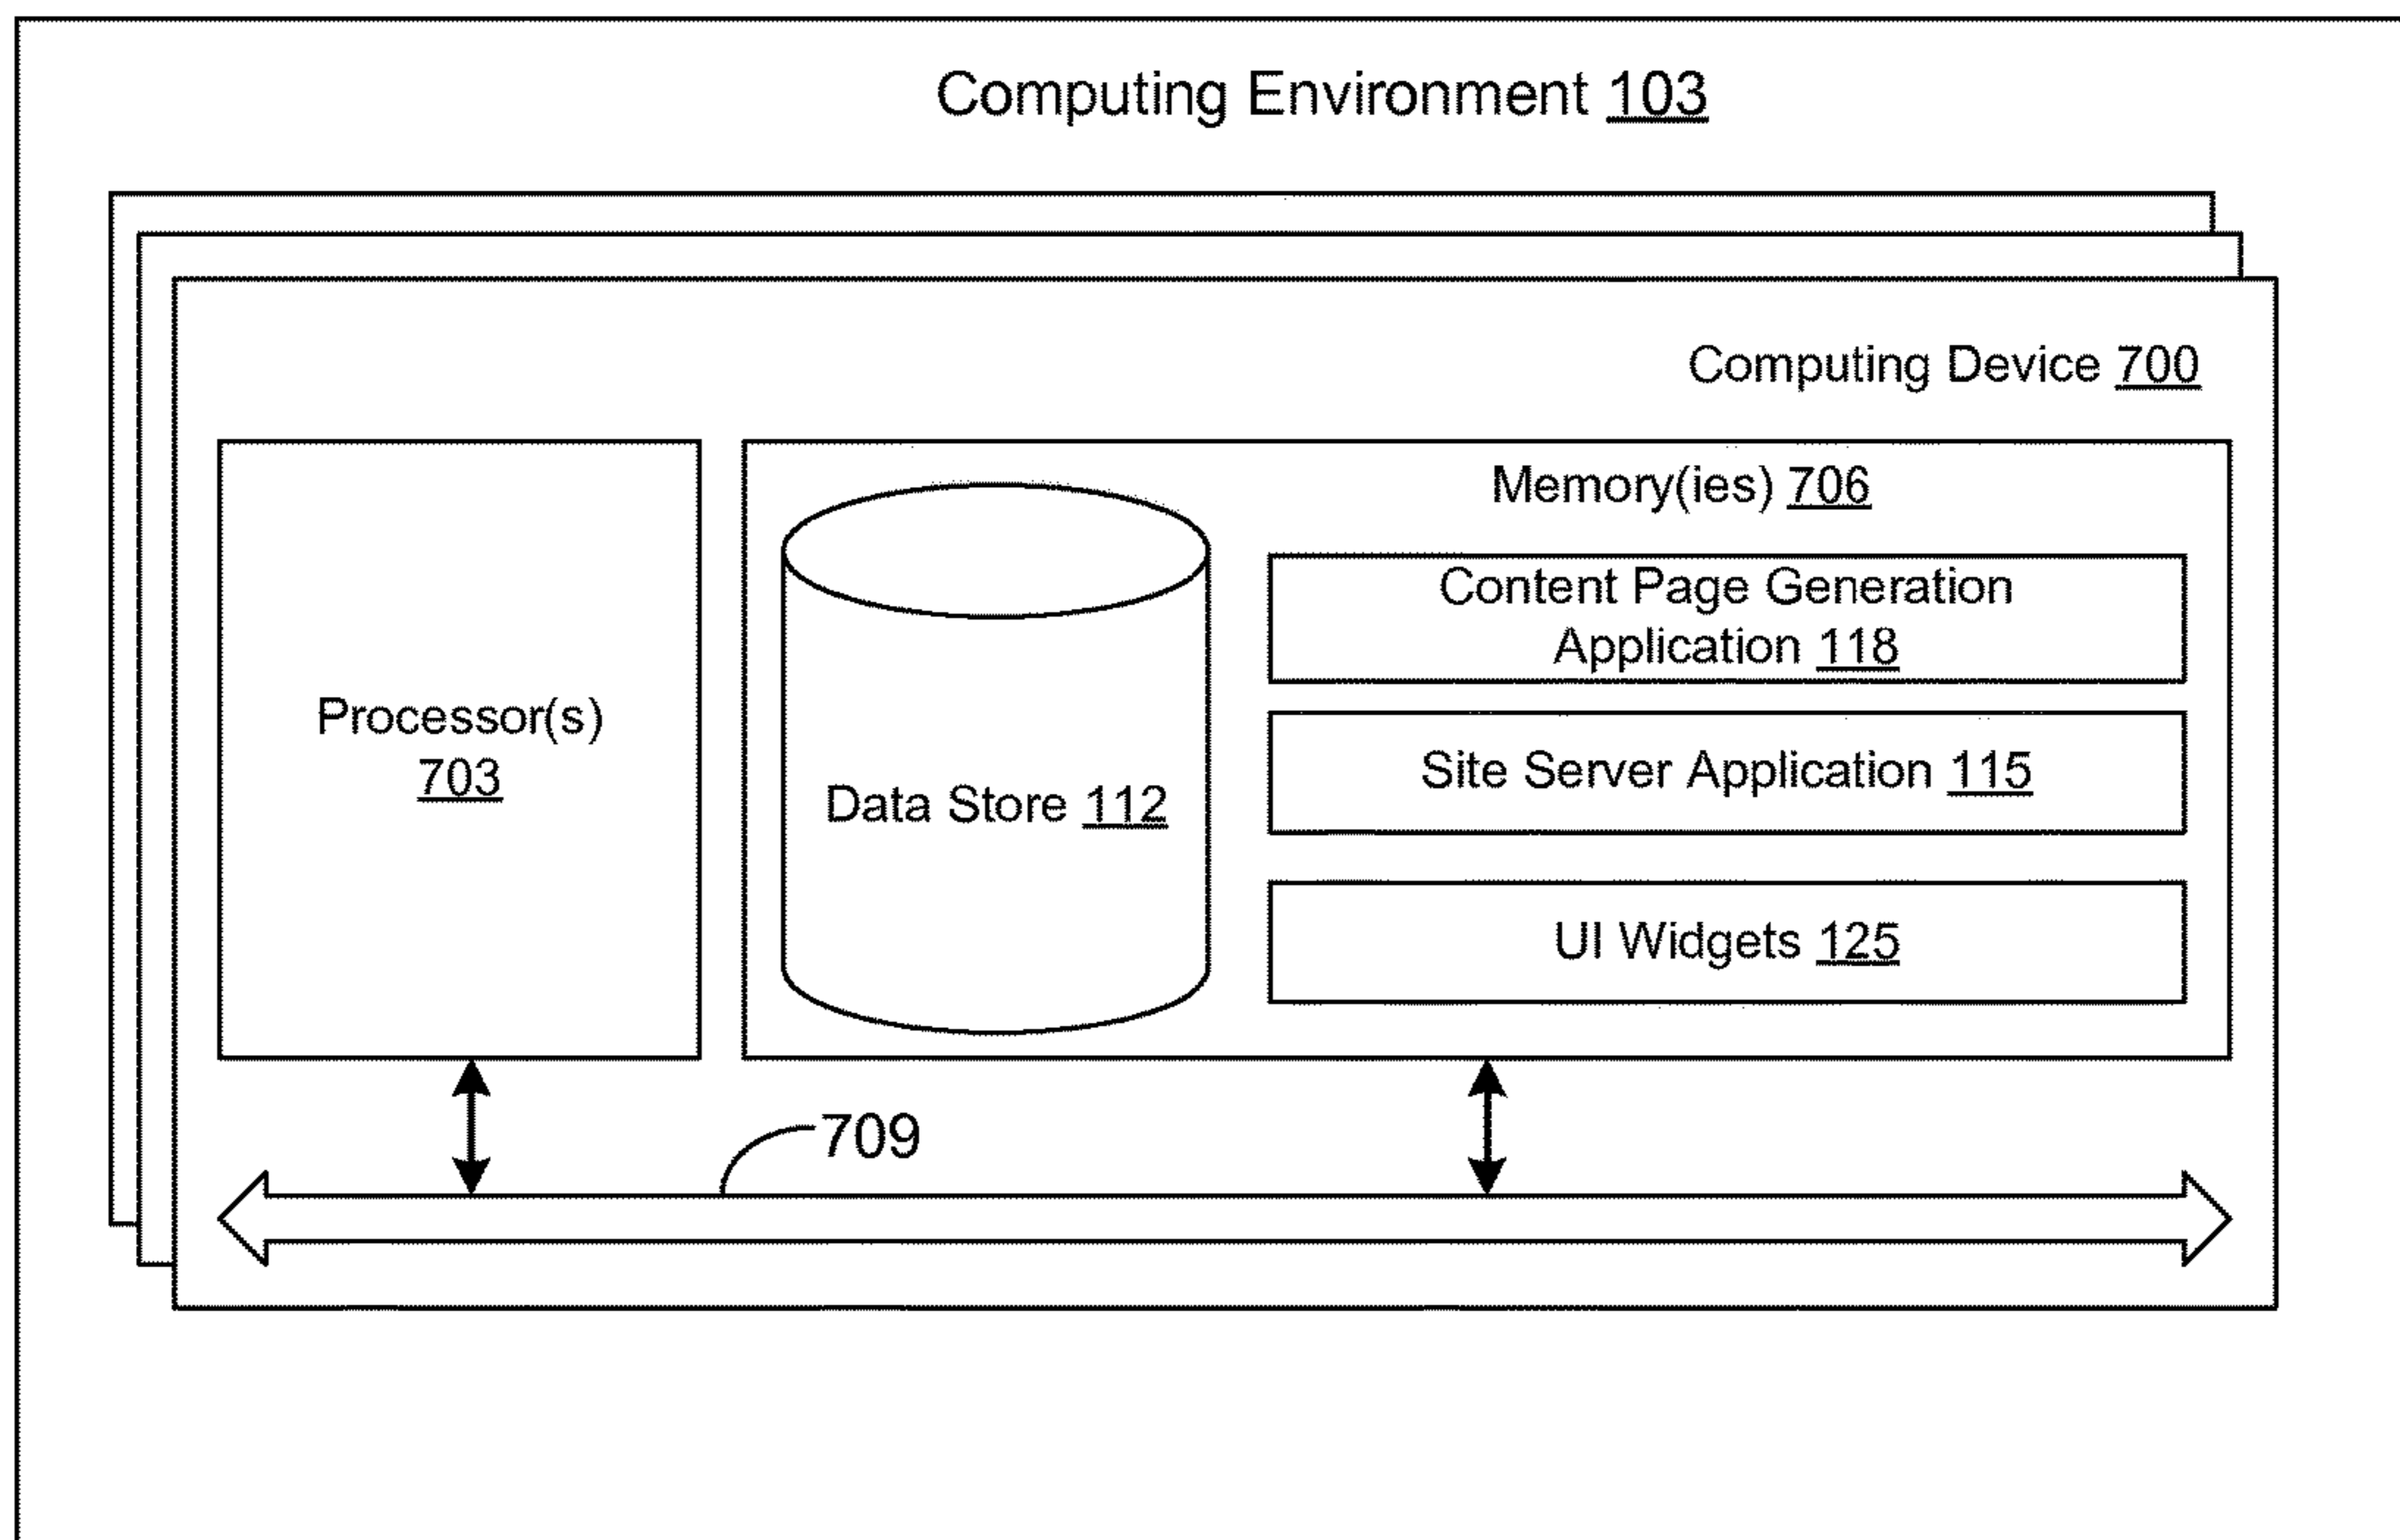 Computing Environment 103
Computing Device 700
Memory(ies) 706
Content Page Generation
Application 118
Processor(s)
703
Site Server Application 115
Data Store 112
UI Widgets 125
709